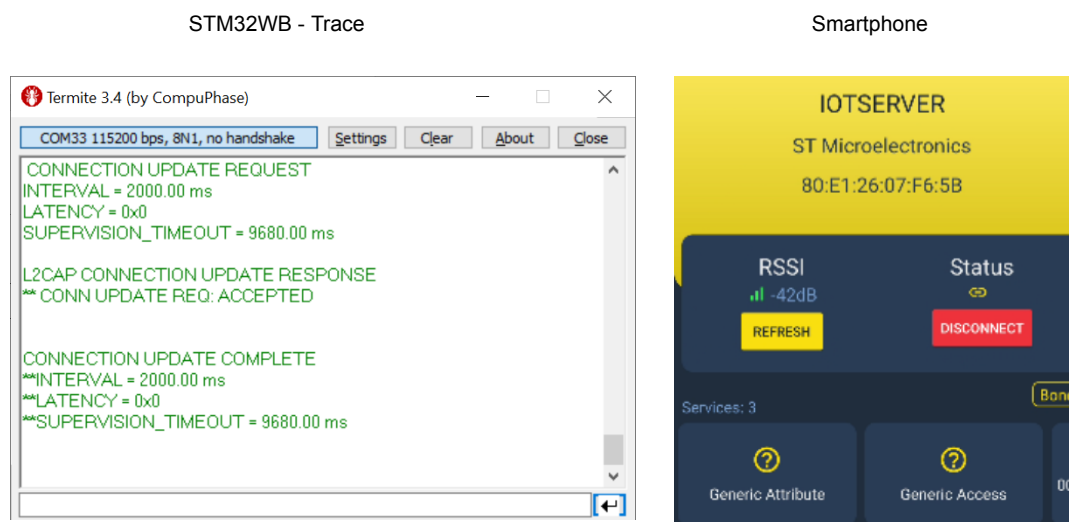 STM32WB - Trace
Smartphone
Termite 3.4 (by CompuPhase)
COM33 115200 bps, 8N1, no handshake
Settings
Clear
About
Close
CONNECTION UPDATE REQUEST
INTERVAL = 2000.00 ms
LATENCY = 0x0
SUPERVISION_TIMEOUT = 9680.00 ms
L2CAP CONNECTION UPDATE RESPONSE
** CONN UPDATE REQ: ACCEPTED
CONNECTION UPDATE COMPLETE
**INTERVAL = 2000.00 ms
**LATENCY = 0x0
**SUPERVISION_TIMEOUT = 9680.00 ms
IOTSERVER
ST Microelectronics
80:E1:26:07:F6:5B
RSSI
Status
-42dB
REFRESH
DISCONNECT
Services: 3
Generic Attribute
Generic Access